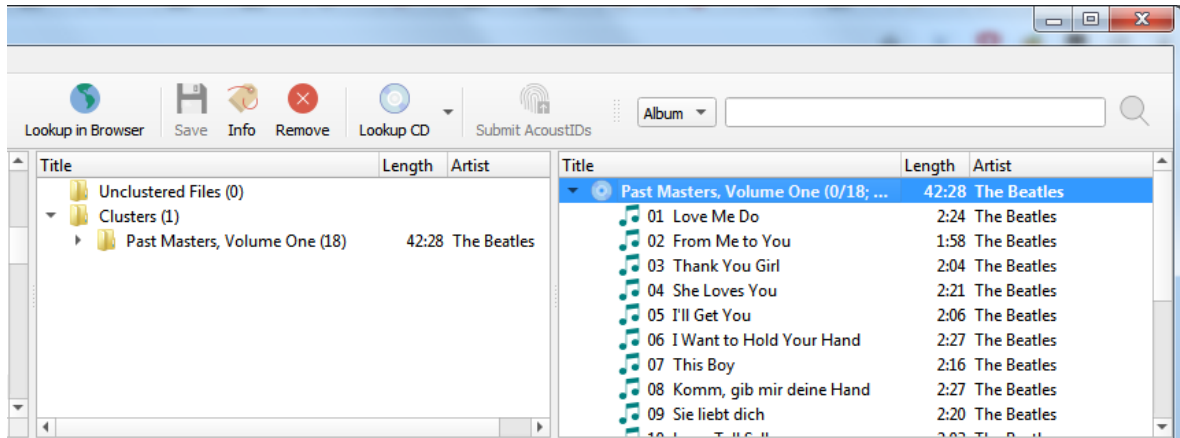 Lookup in Browser Save Info Remove Lookup CD Submit AcoustIDs Album
Title Length Artist
Unclustered Files (0)
Clusters (1)
Past Masters, Volume One (18) 42:28 The Beatles
Title Length Artist
Past Masters, Volume One (0/18; ... 42:28 The Beatles
01 Love Me Do 2:24 The Beatles
02 From Me to You 1:58 The Beatles
03 Thank You Girl 2:04 The Beatles
04 She Loves You 2:21 The Beatles
05 I'll Get You 2:06 The Beatles
06 I Want to Hold Your Hand 2:27 The Beatles
07 This Boy 2:16 The Beatles
08 Komm, gib mir deine Hand 2:27 The Beatles
09 Sie liebt dich 2:20 The Beatles